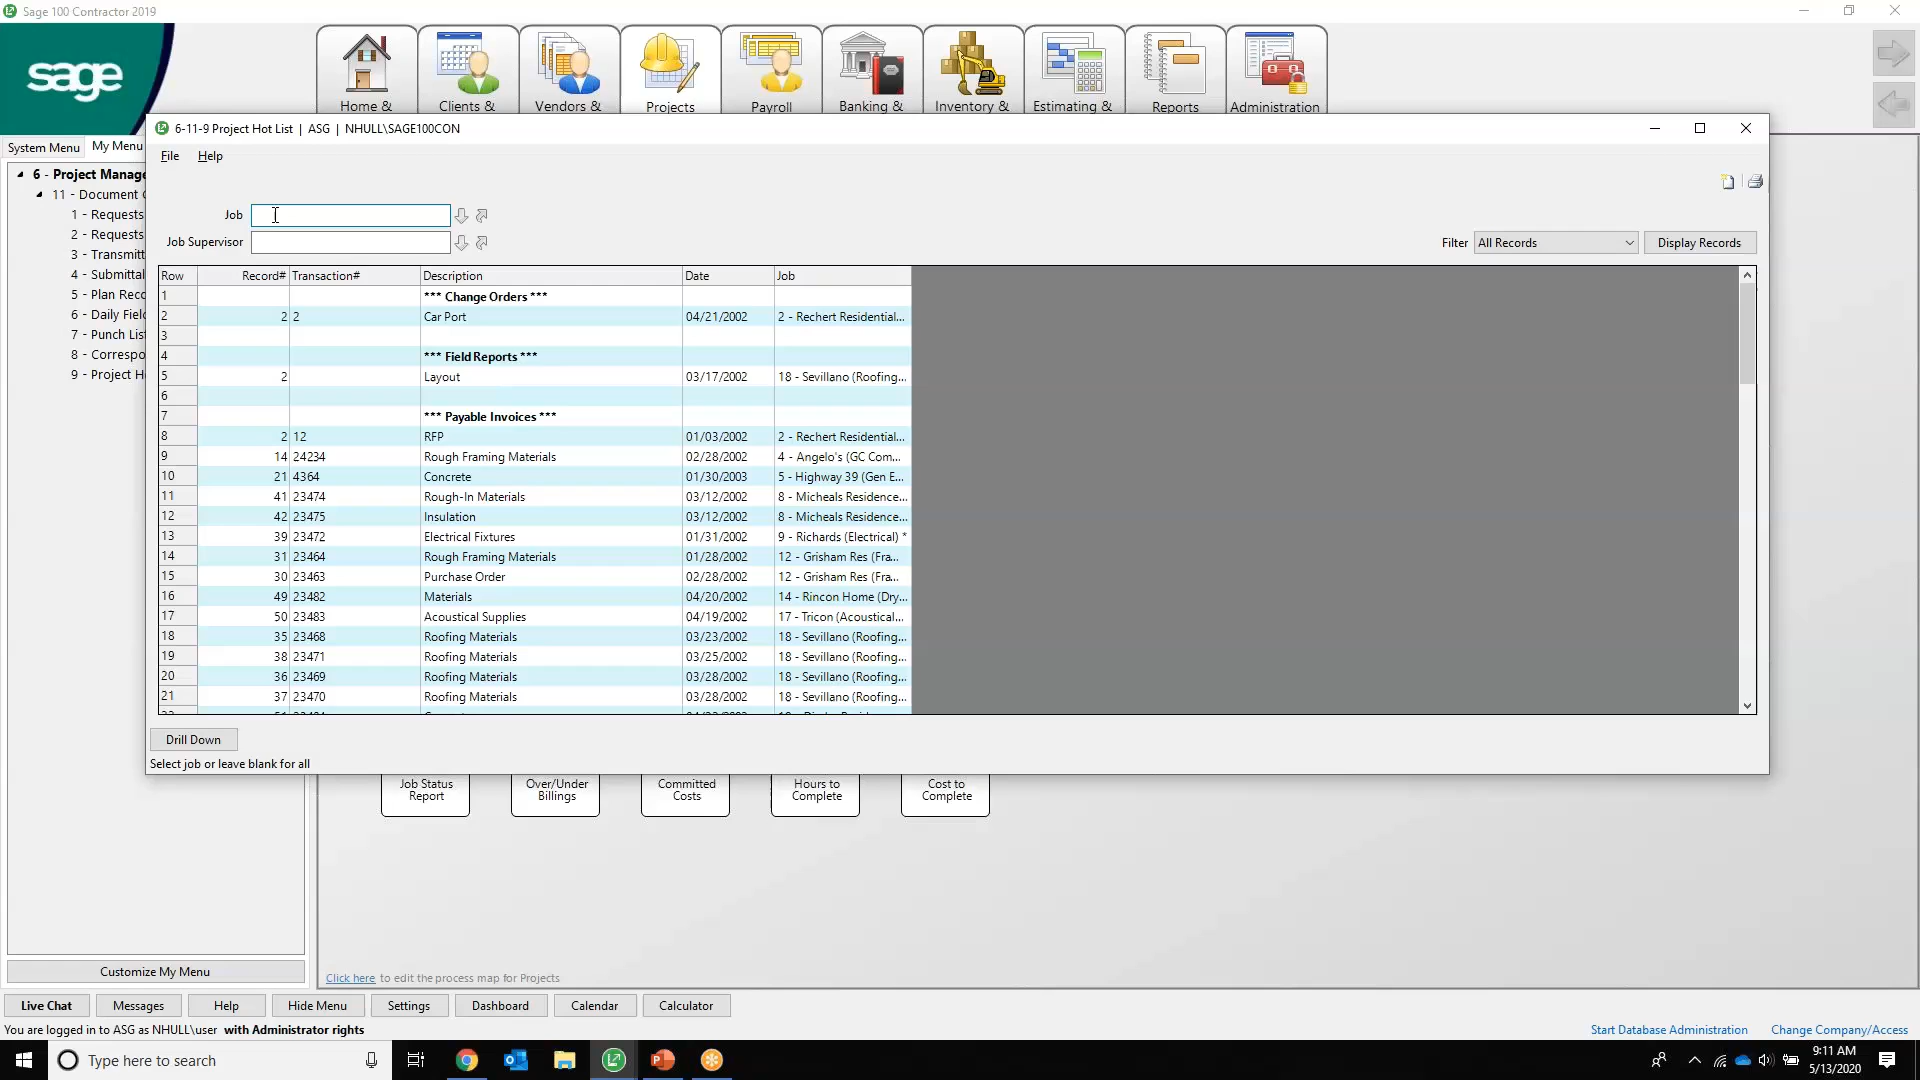 Sage 100 Contractor 2019
sage
Home &
Clients &
Vendors &
Projects
Payroll
Banking &
Inventory &
Estimating &
Reports
Administration
System Menu
My Menu
6 - Project Manage
11 - Document
1 - Requests
2 - Requests
3 - Transmitt
4 - Submittal
5 - Plan Reco
6 - Daily Field
7 - Punch List
8 - Correspo
9 - Project H
Customize My Menu
6-11-9 Project Hot List | ASG | NHULL\SAGE100CON
File Help
Job
Job Supervisor
Filter All Records Display Records
Row Record# Transaction# Description Date Job
1 *** Change Orders ***
2 2 2 Car Port 04/21/2002 2 - Rechert Residential...
3
4 *** Field Reports ***
5 2 Layout 03/17/2002 18 - Sevillano (Roofing...
6
7 *** Payable Invoices ***
8 2 12 RFP 01/03/2002 2 - Rechert Residential...
9 14 24234 Rough Framing Materials 02/28/2002 4 - Angelo's (GC Com...
10 21 4364 Concrete 01/30/2003 5 - Highway 39 (Gen E...
11 41 23474 Rough-In Materials 03/12/2002 8 - Micheals Residence...
12 42 23475 Insulation 03/12/2002 8 - Micheals Residence...
13 39 23472 Electrical Fixtures 01/31/2002 9 - Richards (Electrical) *
14 31 23464 Rough Framing Materials 01/28/2002 12 - Grisham Res (Fra...
15 30 23463 Purchase Order 02/28/2002 12 - Grisham Res (Fra...
16 49 23482 Materials 04/20/2002 14 - Rincon Home (Dry...
17 50 23483 Acoustical Supplies 04/19/2002 17 - Tricon (Acoustical...
18 35 23468 Roofing Materials 03/23/2002 18 - Sevillano (Roofing...
19 38 23471 Roofing Materials 03/25/2002 18 - Sevillano (Roofing...
20 36 23469 Roofing Materials 03/28/2002 18 - Sevillano (Roofing...
21 37 23470 Roofing Materials 03/28/2002 18 - Sevillano (Roofing...
Drill Down
Select job or leave blank for all
Job Status
Report
Over/Under
Billings
Committed
Costs
Hours to
Complete
Cost to
Complete
Click here to edit the process map for Projects
Live Chat Messages Help Hide Menu Settings Dashboard Calendar Calculator
You are logged in to ASG as NHULL\user with Administrator rights
Start Database Administration Change Company/Access
Type here to search
9:11 AM
5/13/2020